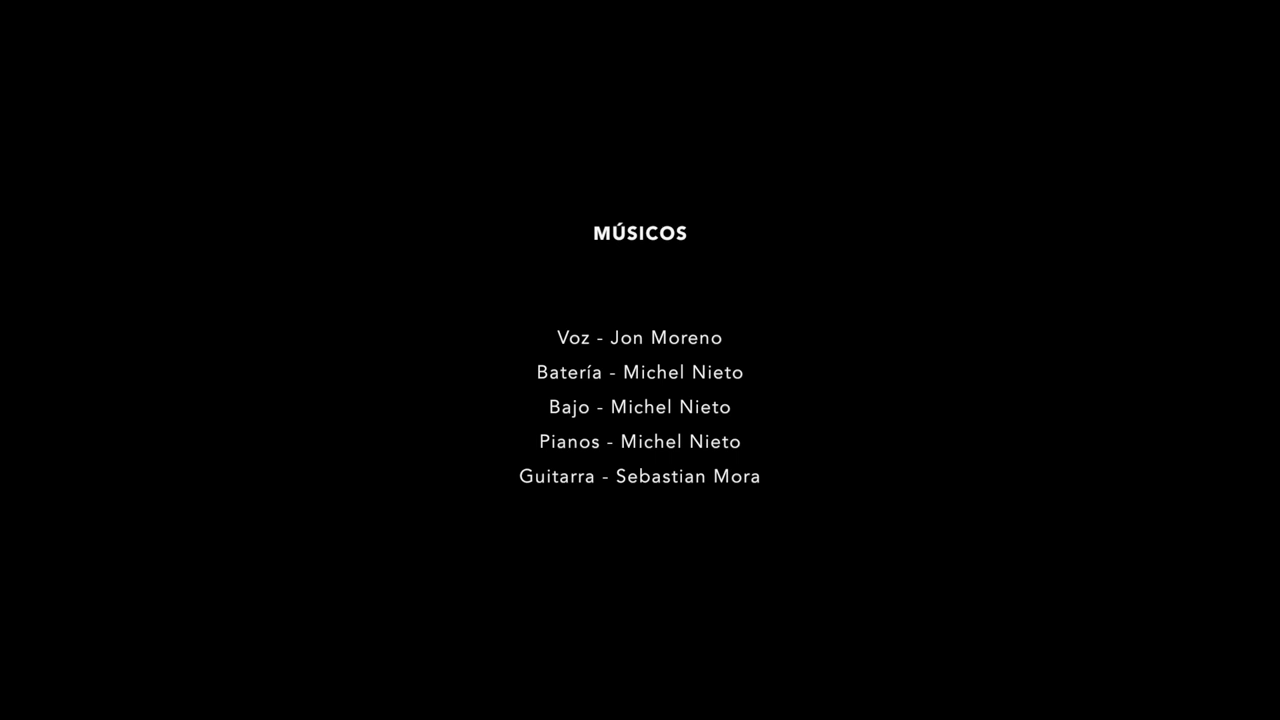 MÚSICOS
Voz - Jon Moreno
Batería - Michel Nieto
Bajo - Michel Nieto
Pianos - Michel Nieto
Guitarra - Sebastian Mora